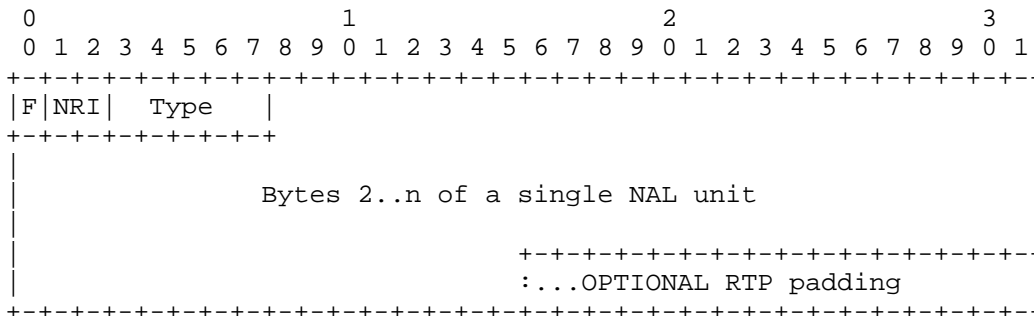 0                   1                   2                   3
 0 1 2 3 4 5 6 7 8 9 0 1 2 3 4 5 6 7 8 9 0 1 2 3 4 5 6 7 8 9 0 1
+-+-+-+-+-+-+-+-+-+-+-+-+-+-+-+-+-+-+-+-+-+-+-+-+-+-+-+-+-+-+-+-
|F|NRI|  Type   |
+-+-+-+-+-+-+-+-+
|
|               Bytes 2..n of a single NAL unit
|
|                               +-+-+-+-+-+-+-+-+-+-+-+-+-+-+-+-
|                               :...OPTIONAL RTP padding
+-+-+-+-+-+-+-+-+-+-+-+-+-+-+-+-+-+-+-+-+-+-+-+-+-+-+-+-+-+-+-+-